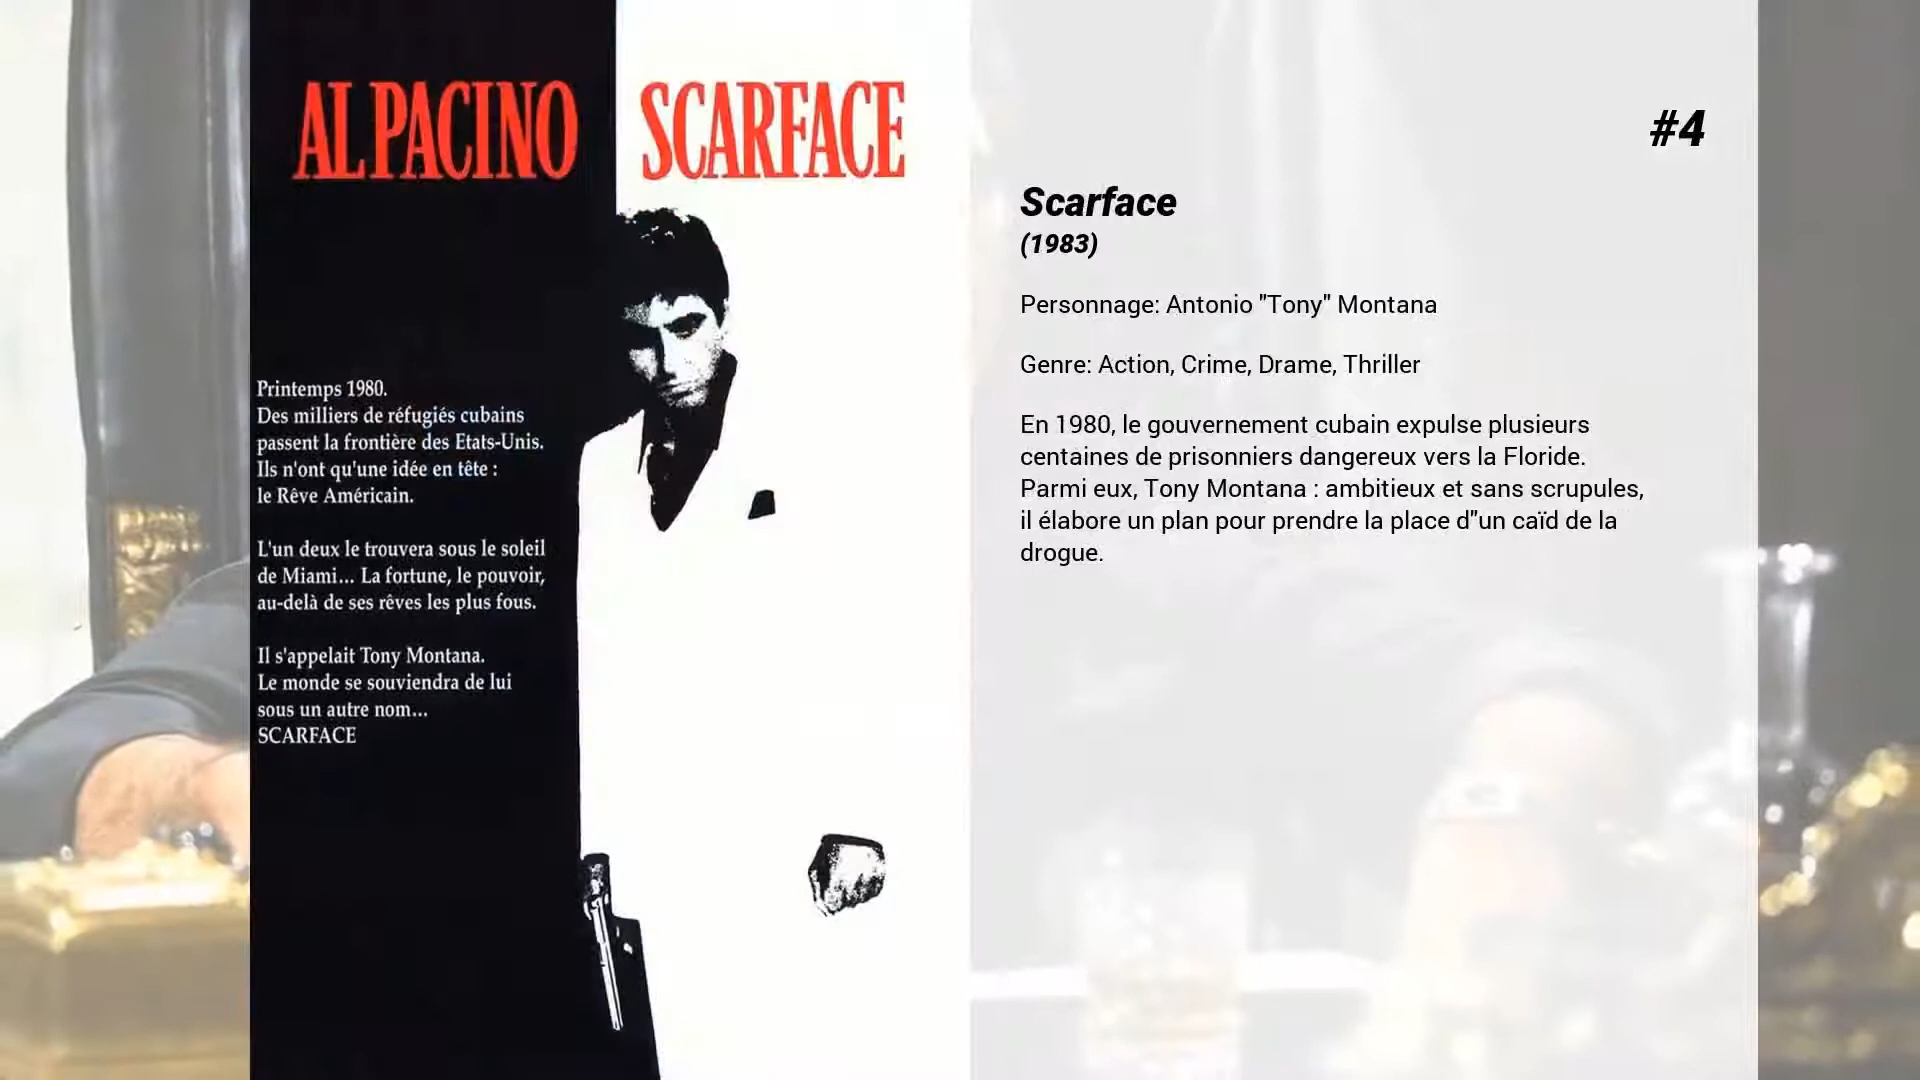 AL PACINO SCARFACE
Printemps 1980.
Des milliers de réfugiés cubains
passent la frontière des Etats-Unis.
Ils n'ont qu'une idée en tête :
le Rêve Américain.
L'un deux le trouvera sous le soleil
de Miami... La fortune, le pouvoir,
au-delà de ses rêves les plus fous.
Il s'appelait Tony Montana.
Le monde se souviendra de lui
sous un autre nom...
SCARFACE
#4
Scarface
(1983)
Personnage: Antonio "Tony" Montana
Genre: Action, Crime, Drame, Thriller
En 1980, le gouvernement cubain expulse plusieurs
centaines de prisonniers dangereux vers la Floride.
Parmi eux, Tony Montana : ambitieux et sans scrupules,
il élabore un plan pour prendre la place d"un caïd de la
drogue.